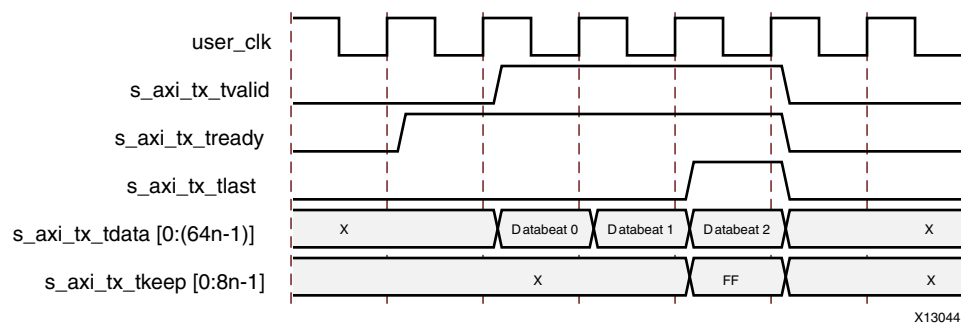 user_clk
s_axi_tx_tvalid
s_axi_tx_tready
s_axi_tx_tlast
s_axi_tx_tdata [0:(64n-1)] X Databeat 0 Databeat 1 Databeat 2 X
s_axi_tx_tkeep [0:8n-1] X FF X
X13044